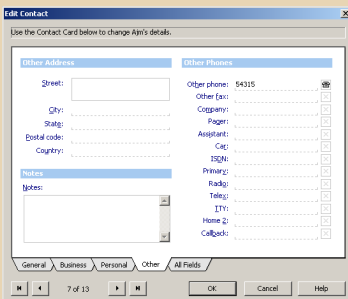 Edit Contact
Use the Contact Card below to change Ajm's details.
Other Address
Street:
City:
State:
Postal code:
Country:
Notes
Notes:
Other Phones
Other phone: 54315
Other fax:
Company:
Pager:
Assistant:
Car:
ISDN:
Primary:
Radio:
Telex:
TTY:
Home 2:
Callback:
General Business Personal Other All Fields
7 of 13 OK Cancel Help